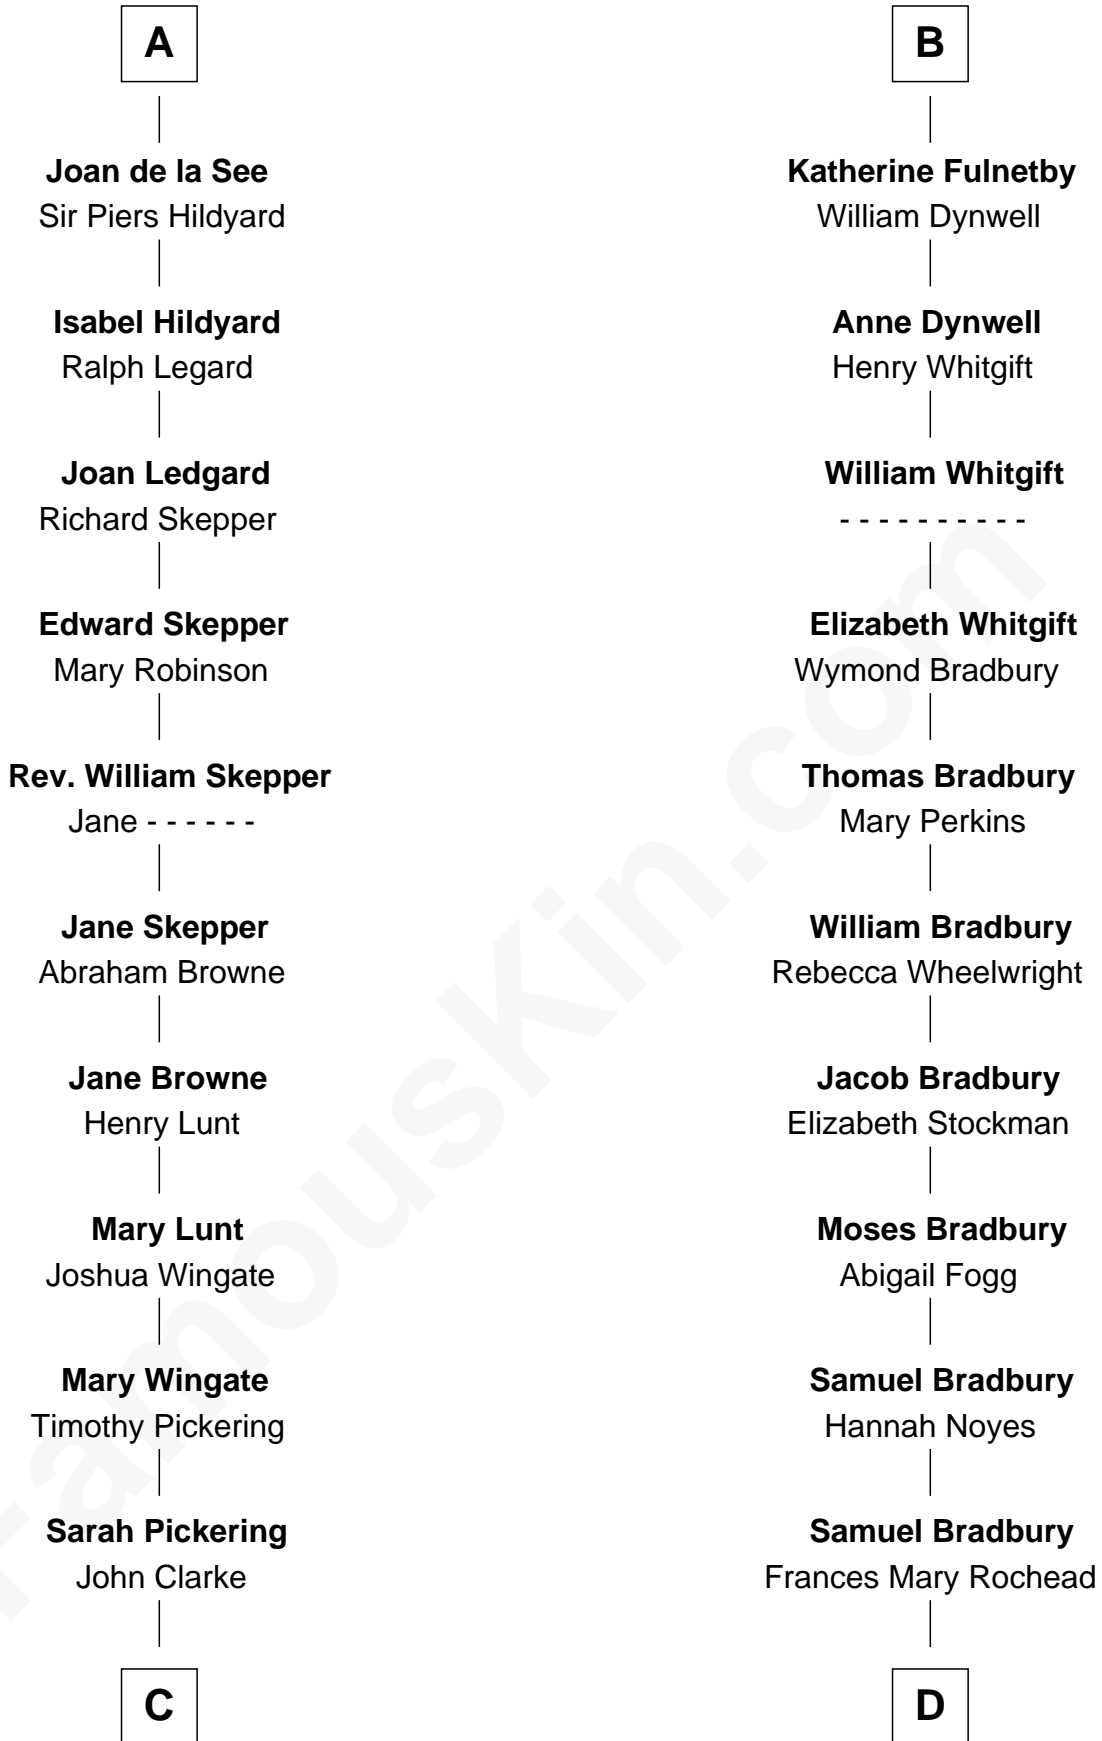 A
Joan de la See
Sir Piers Hildyard
Isabel Hildyard
Ralph Legard
Joan Ledgard
Richard Skepper
Edward Skepper
Mary Robinson
Rev. William Skepper
Jane - - - - - -
Jane Skepper
Abraham Browne
Jane Browne
Henry Lunt
Mary Lunt
Joshua Wingate
Mary Wingate
Timothy Pickering
Sarah Pickering
John Clarke
C
B
Katherine Fulnetby
William Dynwell
Anne Dynwell
Henry Whitgift
William Whitgift
- - - - - - - - - -
Elizabeth Whitgift
Wymond Bradbury
Thomas Bradbury
Mary Perkins
William Bradbury
Rebecca Wheelwright
Jacob Bradbury
Elizabeth Stockman
Moses Bradbury
Abigail Fogg
Samuel Bradbury
Hannah Noyes
Samuel Bradbury
Frances Mary Rochead
D
FamousKin.com